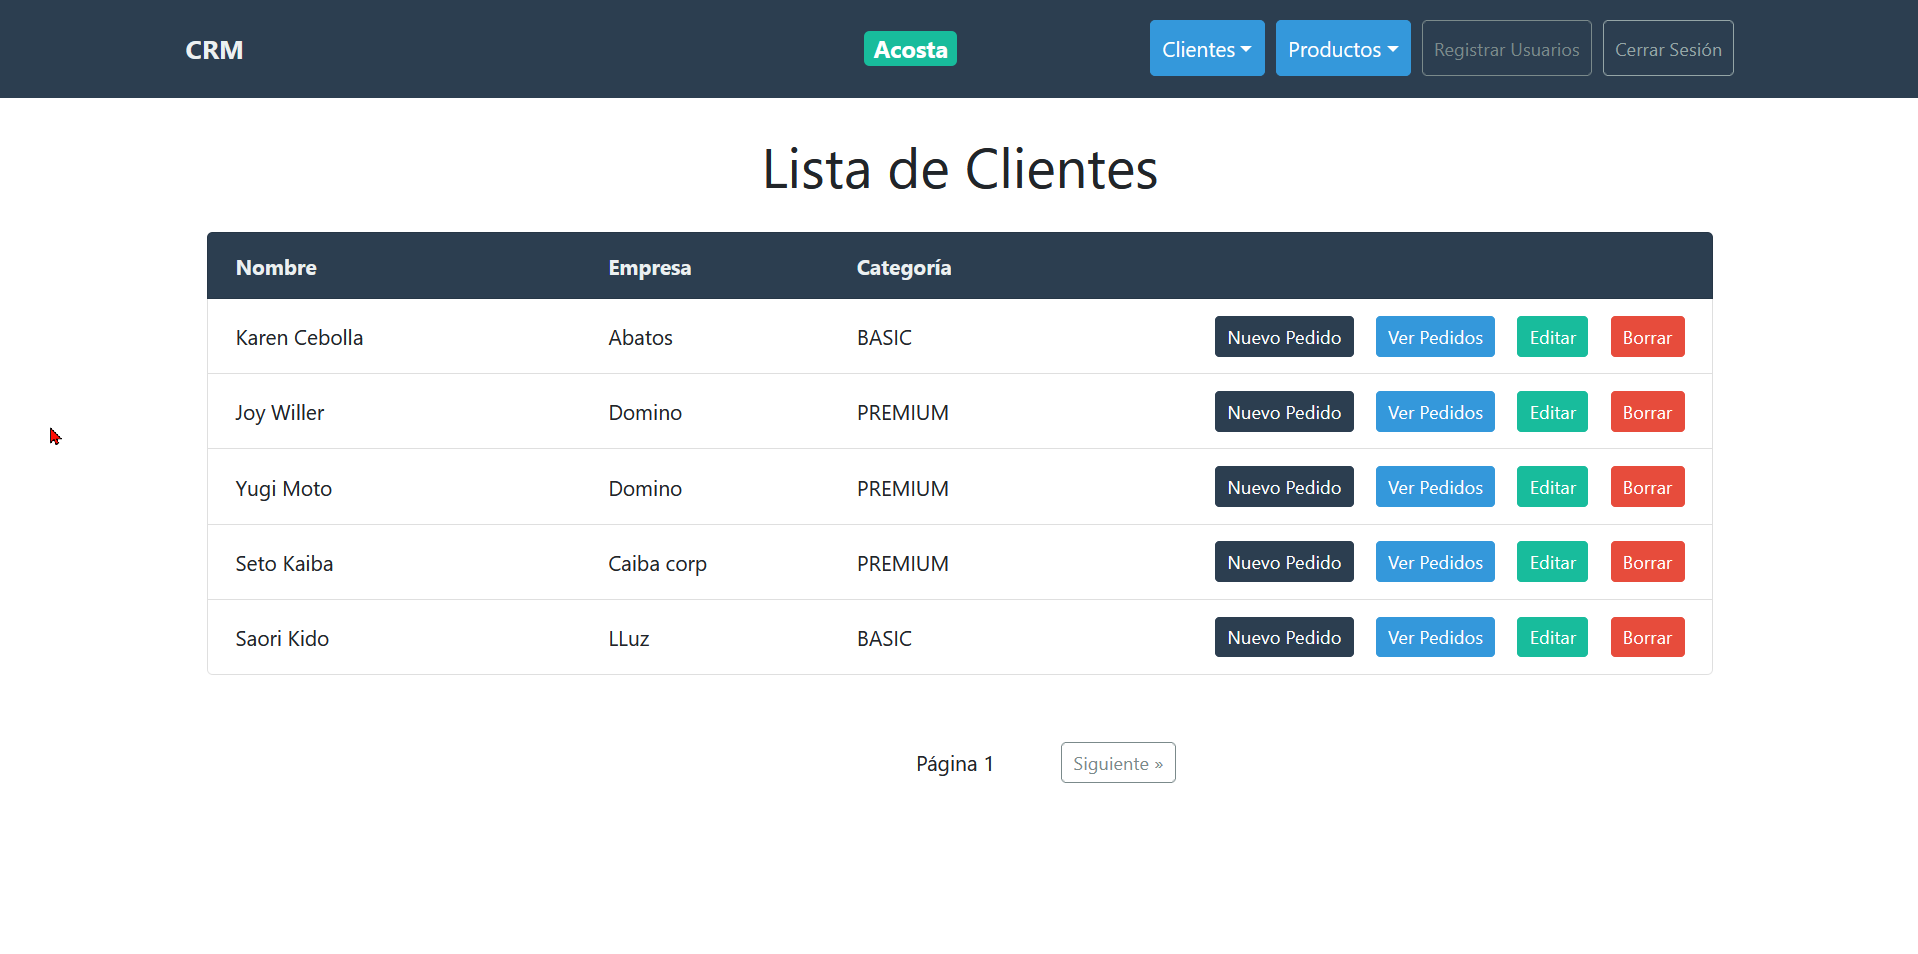 CRM Acosta Clientes Productos Registrar Usuarios Cerrar Sesión
Lista de Clientes
Nombre Empresa Categoría
Karen Cebolla Abatos BASIC Nuevo Pedido Ver Pedidos Editar Borrar
Joy Willer Domino PREMIUM Nuevo Pedido Ver Pedidos Editar Borrar
Yugi Moto Domino PREMIUM Nuevo Pedido Ver Pedidos Editar Borrar
Seto Kaiba Caiba corp PREMIUM Nuevo Pedido Ver Pedidos Editar Borrar
Saori Kido LLuz BASIC Nuevo Pedido Ver Pedidos Editar Borrar
Página 1 Siguiente »